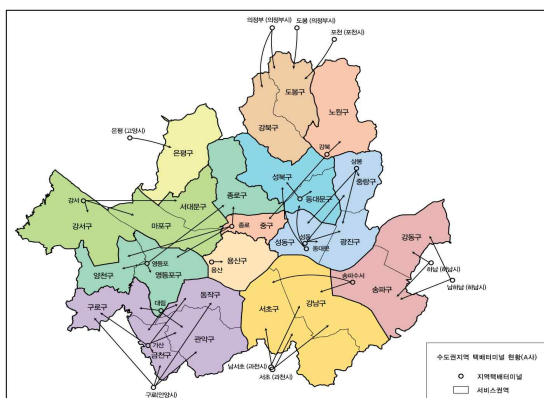 의정부 (의정부시)
도봉 (의정부시)
포천 (포천시)
도봉구
노원구
강북구
은평 (고양시)
은평구
강북
상봉
성북구
중랑구
종로구
동대문구
서대문구
강서
강서구
마포구
종로
중구
성동구
성동
동대문
광진구
강동구
양천구
영등포
영등포구
용산
용산구
하남 (하남시)
송파수서
송파구
남하남 (하남시)
구로구
대림
동작구
서초구
강남구
가산
금천구
관악구
남서초 (과천시)
서초 (과천시)
구로(안양시)
수도권지역 택배터미널 현황(A사)
지역택배터미널
서비스권역